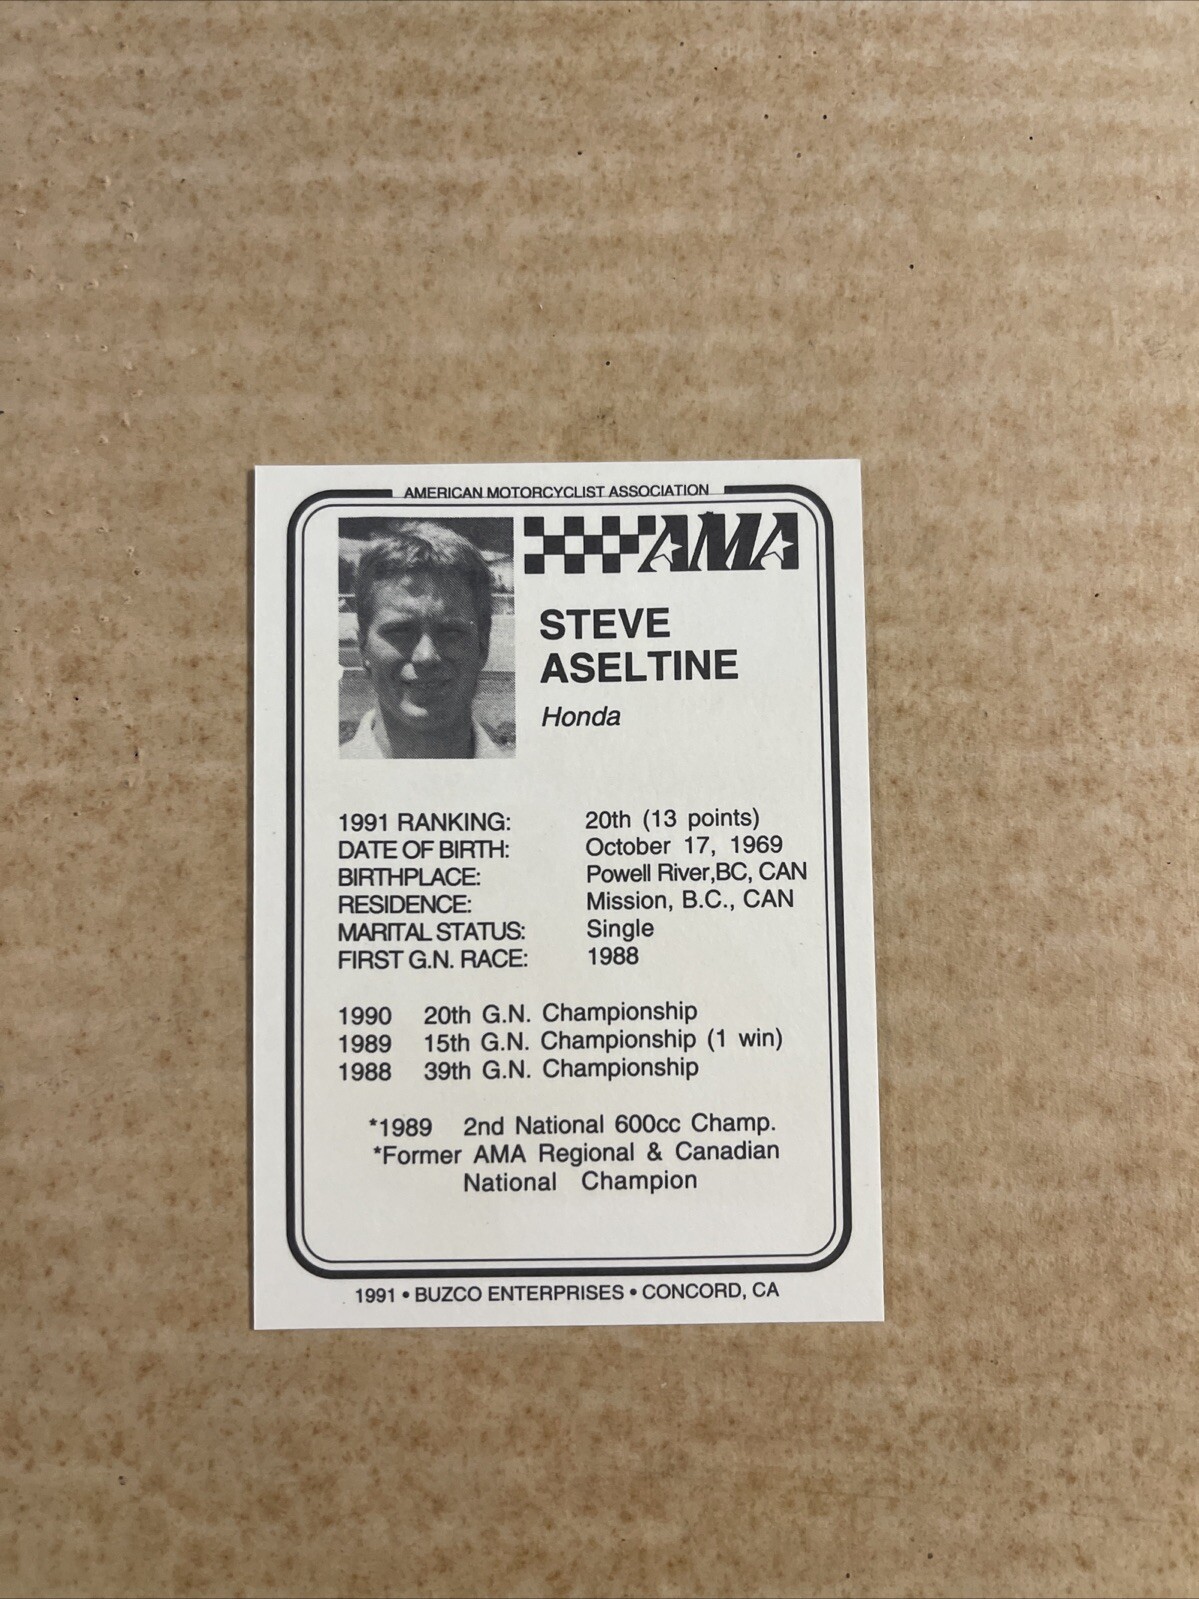 AMERICAN MOTORCYCLIST ASSOCIATION
AMA
STEVE
ASELTINE
Honda
1991 RANKING: 20th (13 points)
DATE OF BIRTH: October 17, 1969
BIRTHPLACE: Powell River,BC, CAN
RESIDENCE: Mission, B.C., CAN
MARITAL STATUS: Single
FIRST G.N. RACE: 1988
1990 20th G.N. Championship
1989 15th G.N. Championship (1 win)
1988 39th G.N. Championship
*1989 2nd National 600cc Champ.
*Former AMA Regional & Canadian
National Champion
1991 • BUZCO ENTERPRISES • CONCORD, CA